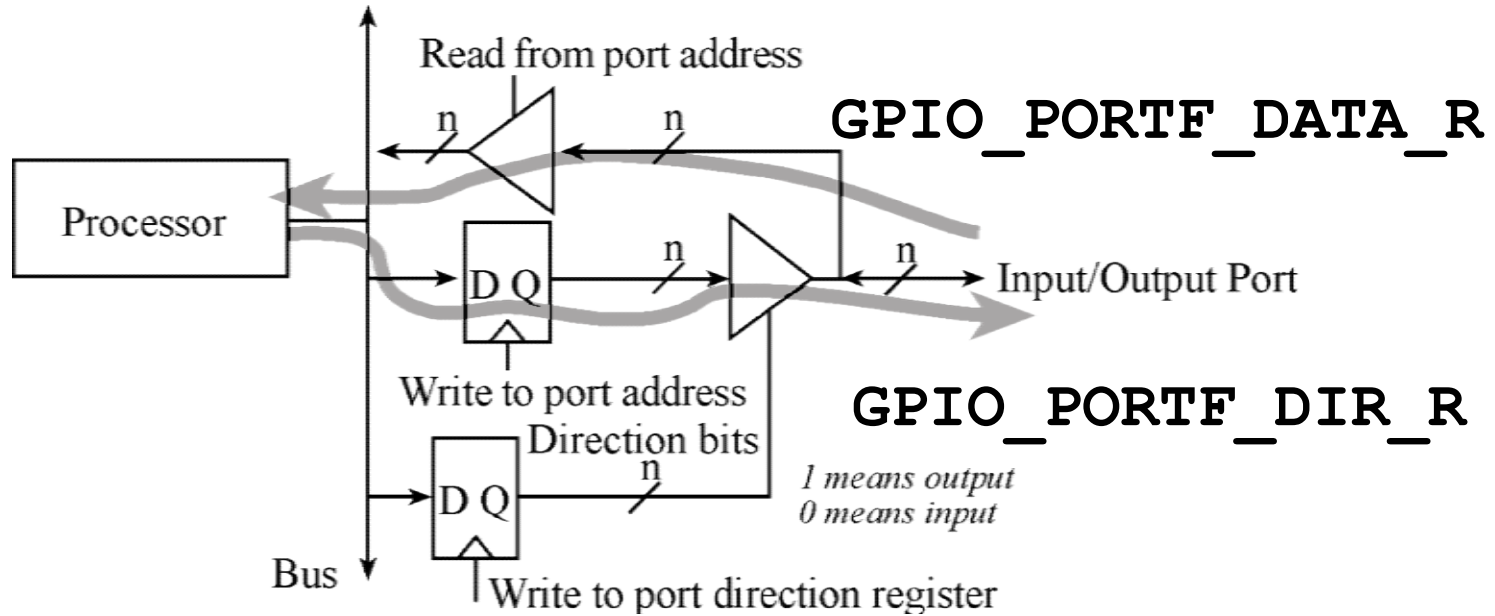 Read from port address
n
n
GPIO_PORTF_DATA_R
Processor
D Q
n
n
Input/Output Port
Write to port address
GPIO_PORTF_DIR_R
Direction bits
n
1 means output
0 means input
D Q
Bus
Write to port direction register